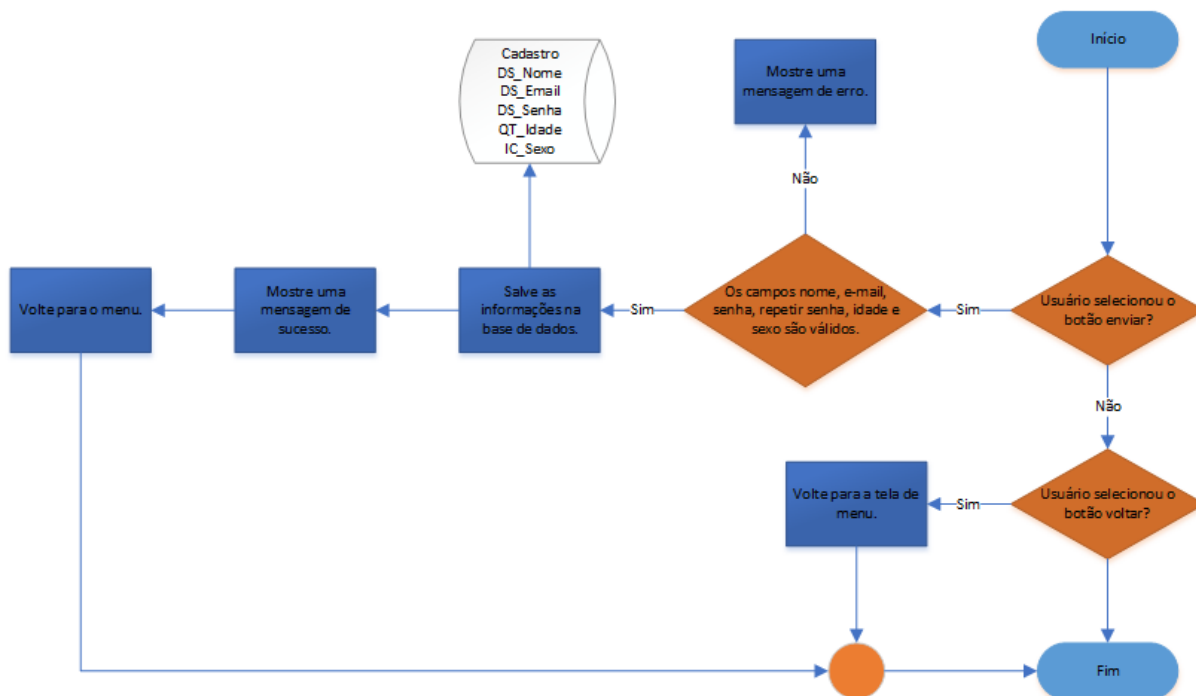 Início
Cadastro
DS_Nome
DS_Email
DS_Senha
QT_Idade
IC_Sexo
Mostre uma
mensagem de erro.
Não
Volte para o menu.
Mostre uma
mensagem de
sucesso.
Salve as
informações na
base de dados.
Sim
Os campos nome, e-mail,
senha, repetir senha, idade e
sexo são válidos.
Sim
Usuário selecionou o
botão enviar?
Não
Volte para a tela de
menu.
Sim
Usuário selecionou o
botão voltar?
Fim